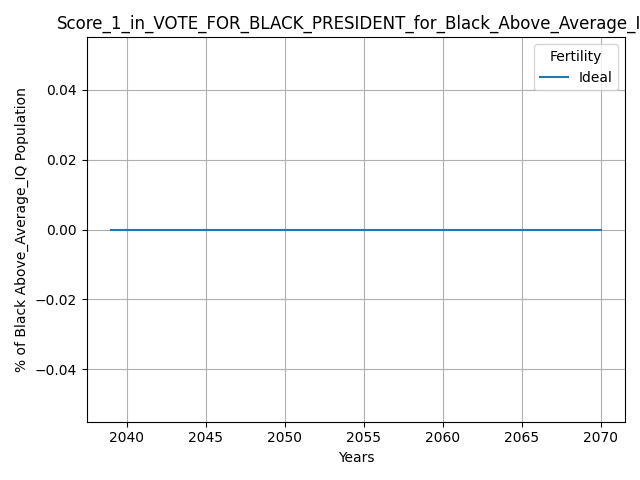 Score_1_in_VOTE_FOR_BLACK_PRESIDENT_for_Black_Above_Average_I
Fertility
Ideal
% of Black Above_Average_IQ Population
0.04
0.02
0.00
−0.02
−0.04
2040 2045 2050 2055 2060 2065 2070
Years